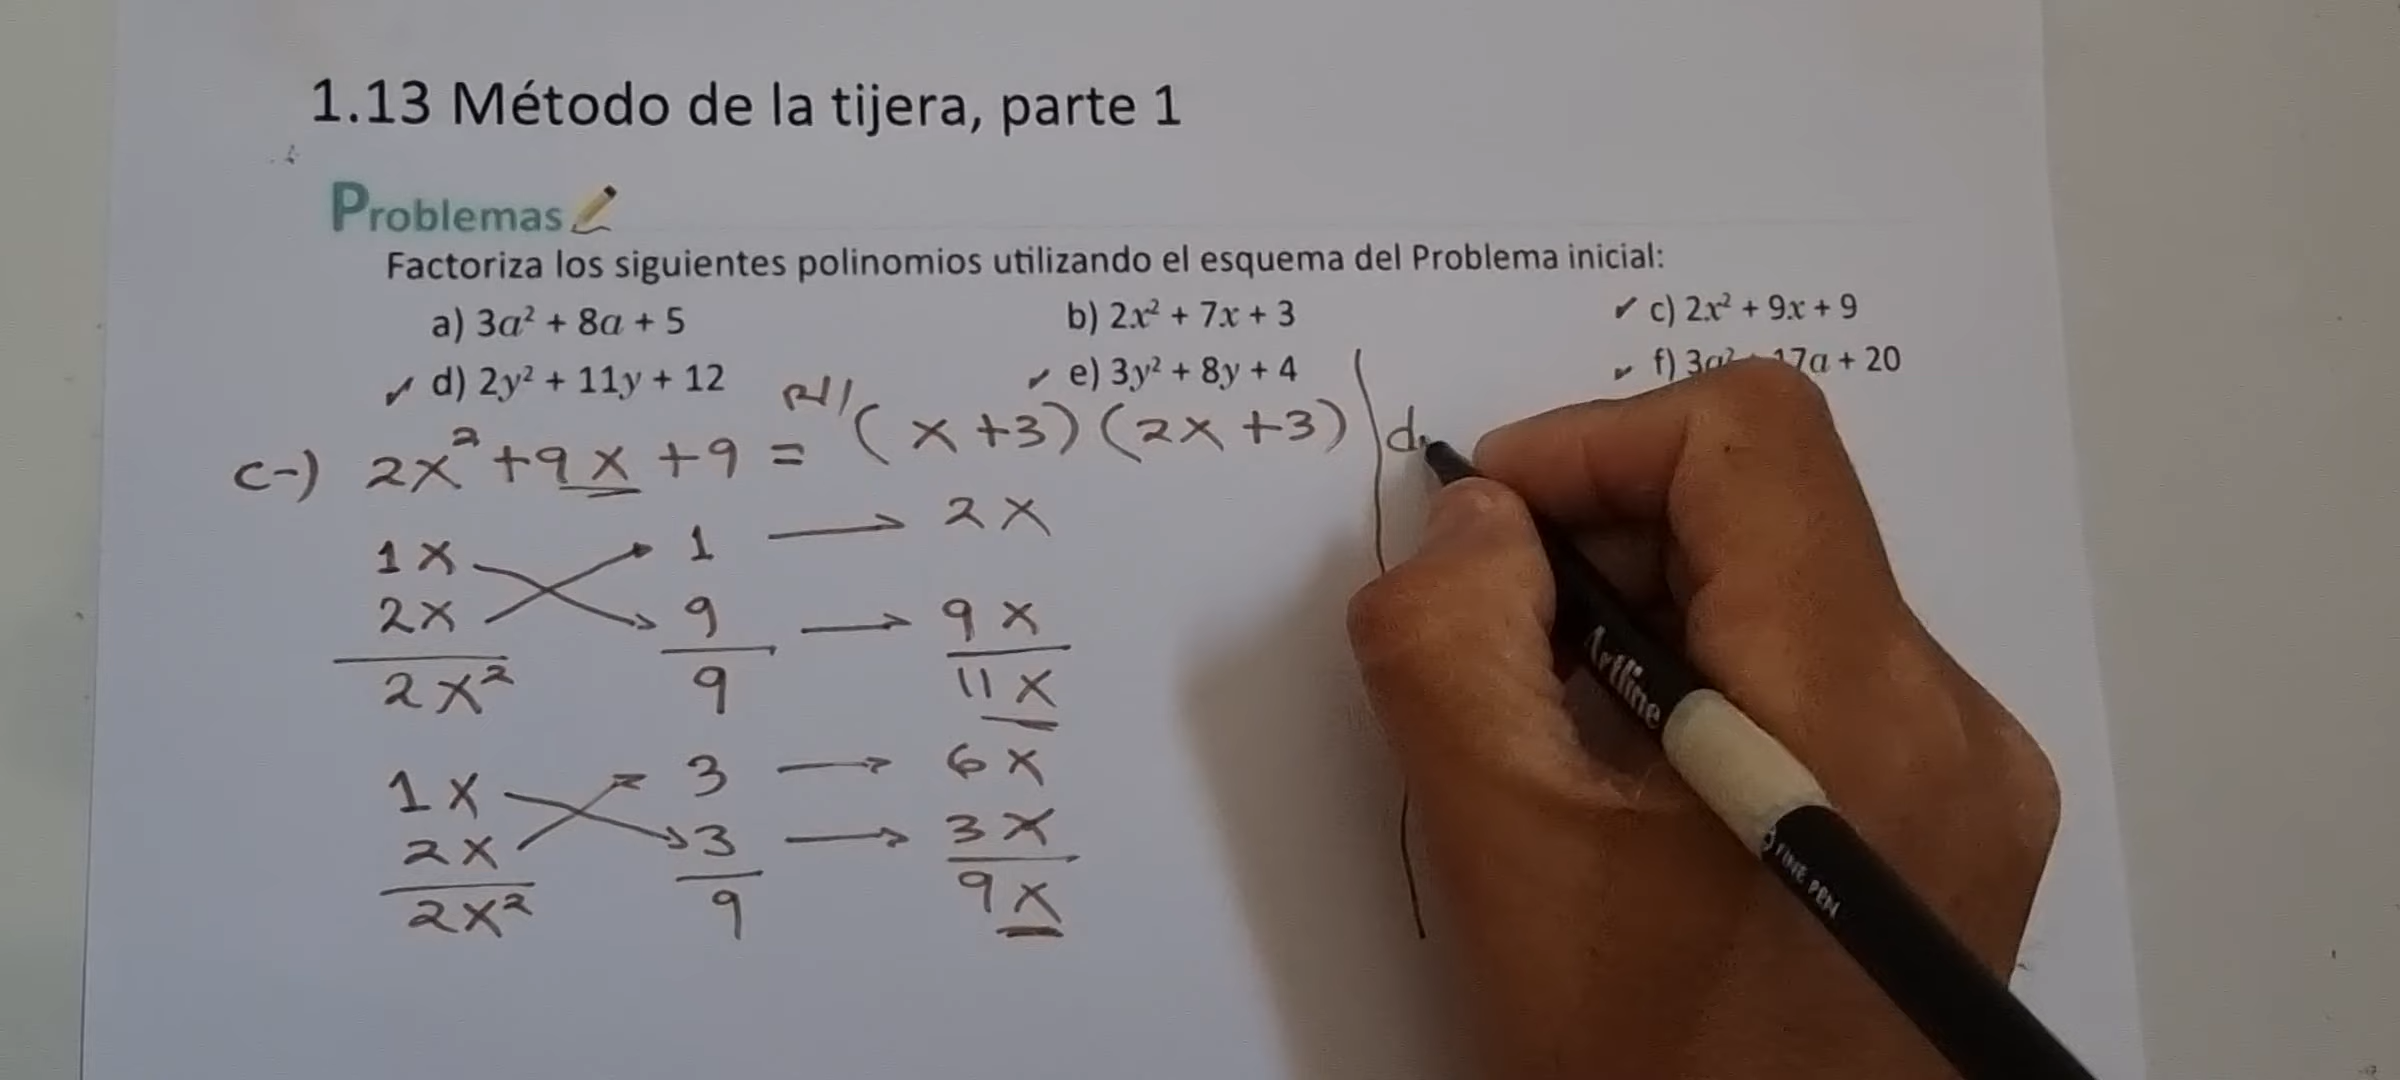 1.13 Método de la tijera, parte 1
Problemas
Factoriza los siguientes polinomios utilizando el esquema del Problema inicial:
a) 3a² + 8a + 5 b) 2x² + 7x + 3 ✓ c) 2x² + 9x + 9
✓ d) 2y² + 11y + 12 ✓ e) 3y² + 8y + 4 ✓ f) 3a² + 17a + 20
c-) 2x² + 9x + 9 = R// (x + 3) (2x + 3) d
1x 1 → 2x
2x 9 → 9x
2x² 9 11x
1x 3 → 6x
2x 3 → 3x
2x² 9 9x
Artline
FINE PEN